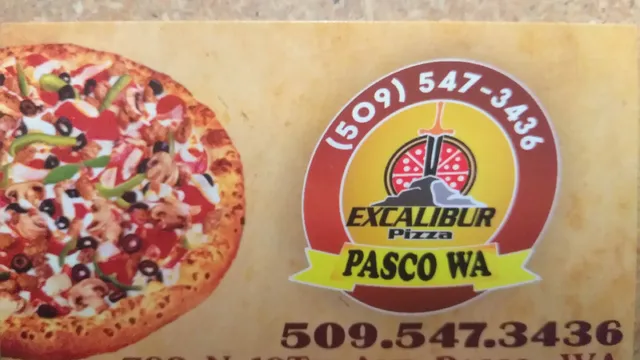 (509) 547-3436
EXCALIBUR
Pizza
PASCO WA
509.547.3436